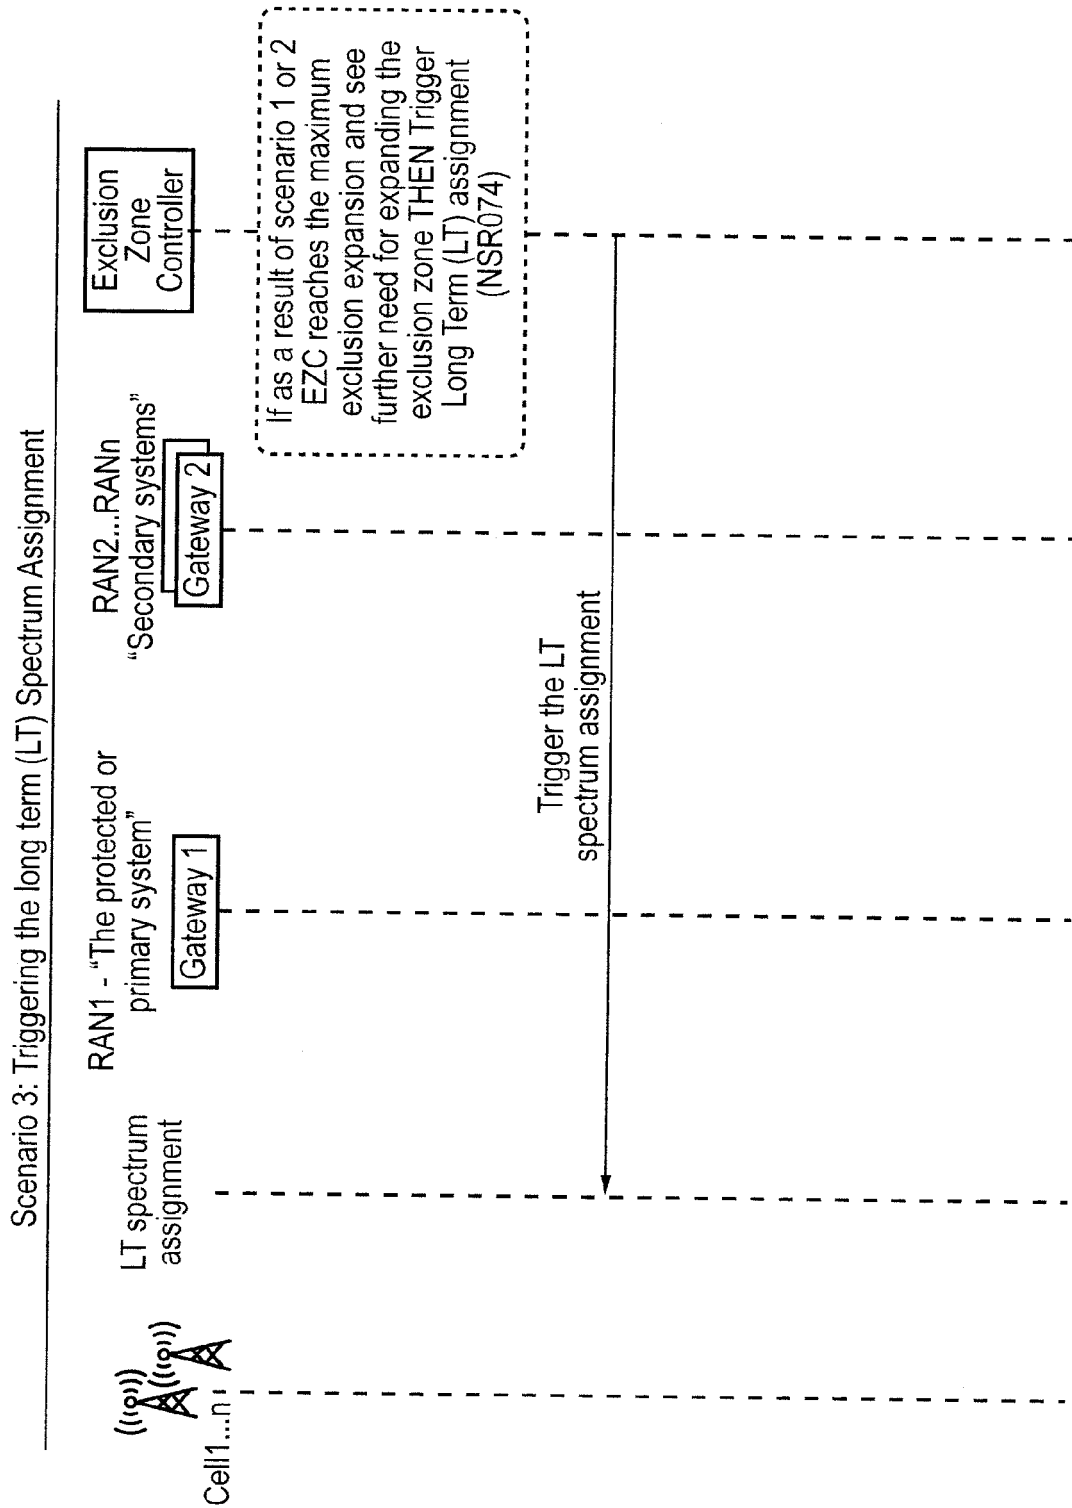 Scenario 3: Triggering the long term (LT) Spectrum Assignment
Cell1...n
LT spectrum
assignment
RAN1 - “The protected or
primary system”
Gateway 1
RAN2...RANn
“Secondary systems”
Gateway 2
Exclusion
Zone
Controller
If as a result of scenario 1 or 2
EZC reaches the maximum
exclusion expansion and see
further need for expanding the
exclusion zone THEN Trigger
Long Term (LT) assignment
(NSR074)
Trigger the LT
spectrum assignment